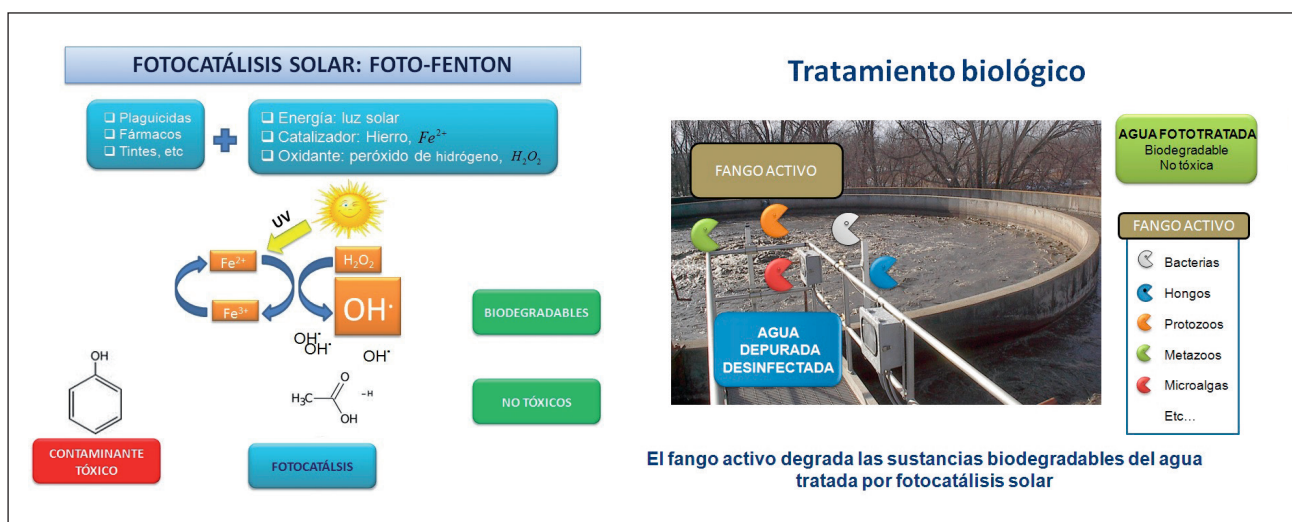 FOTOCATÁLISIS SOLAR: FOTO-FENTON
❑ Plaguicidas
❑ Fármacos
❑ Tintes, etc
❑ Energía: luz solar
❑ Catalizador: Hierro, Fe²⁺
❑ Oxidante: peróxido de hidrógeno, H₂O₂
UV
Fe²⁺
H₂O₂
Fe³⁺
OH·
OH·
OH·
OH·
BIODEGRADABLES
OH
O
H₃C
OH
–H
NO TÓXICOS
CONTAMINANTE
TÓXICO
FOTOCATÁLSIS
Tratamiento biológico
FANGO ACTIVO
AGUA
DEPURADA
DESINFECTADA
AGUA FOTOTRATADA
Biodegradable
No tóxica
FANGO ACTIVO
Bacterias
Hongos
Protozoos
Metazoos
Microalgas
Etc...
El fango activo degrada las sustancias biodegradables del agua
tratada por fotocatálisis solar